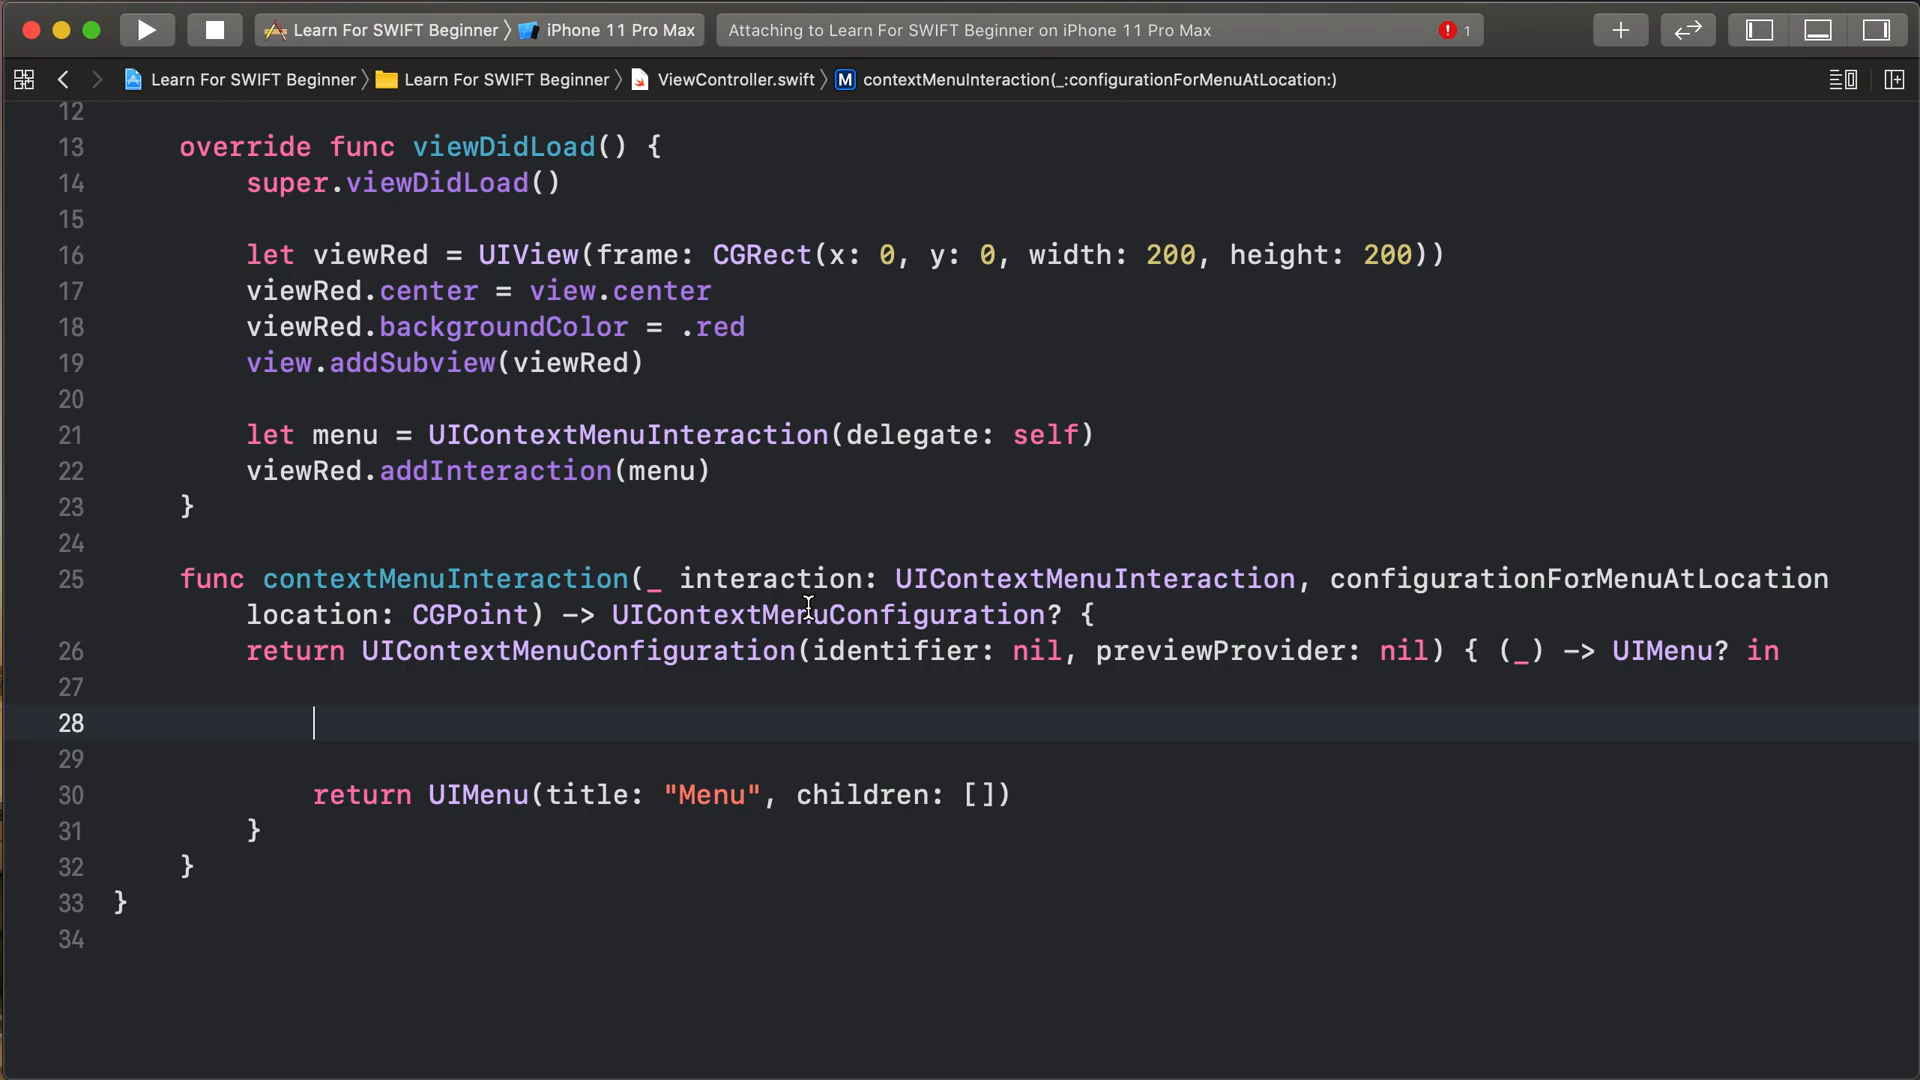 Learn For SWIFT Beginner 〉 iPhone 11 Pro Max Attaching to Learn For SWIFT Beginner on iPhone 11 Pro Max 1
Learn For SWIFT Beginner 〉 Learn For SWIFT Beginner 〉 ViewController.swift 〉 M contextMenuInteraction(_:configurationForMenuAtLocation:)
12
13 override func viewDidLoad() {
14 super.viewDidLoad()
15
16 let viewRed = UIView(frame: CGRect(x: 0, y: 0, width: 200, height: 200))
17 viewRed.center = view.center
18 viewRed.backgroundColor = .red
19 view.addSubview(viewRed)
20
21 let menu = UIContextMenuInteraction(delegate: self)
22 viewRed.addInteraction(menu)
23 }
24
25 func contextMenuInteraction(_ interaction: UIContextMenuInteraction, configurationForMenuAtLocation
location: CGPoint) -> UIContextMenuConfiguration? {
26 return UIContextMenuConfiguration(identifier: nil, previewProvider: nil) { (_) -> UIMenu? in
27
28
29
30 return UIMenu(title: "Menu", children: [])
31 }
32 }
33 }
34